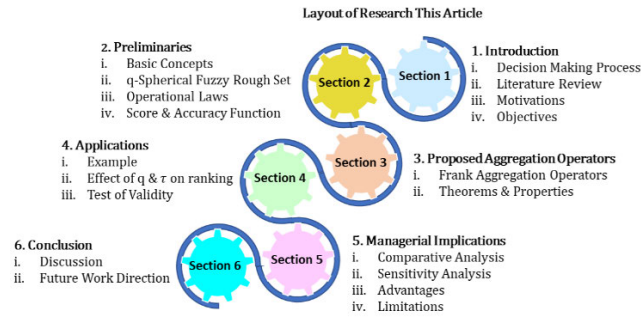 Layout of Research This Article
1. Introduction
i. Decision Making Process
ii. Literature Review
iii. Motivations
iv. Objectives
Section 1
2. Preliminaries
i. Basic Concepts
ii. q-Spherical Fuzzy Rough Set
iii. Operational Laws
iv. Score & Accuracy Function
Section 2
3. Proposed Aggregation Operators
i. Frank Aggregation Operators
ii. Theorems & Properties
Section 3
4. Applications
i. Example
ii. Effect of q & τ on ranking
iii. Test of Validity
Section 4
5. Managerial Implications
i. Comparative Analysis
ii. Sensitivity Analysis
iii. Advantages
iv. Limitations
Section 5
6. Conclusion
i. Discussion
ii. Future Work Direction
Section 6